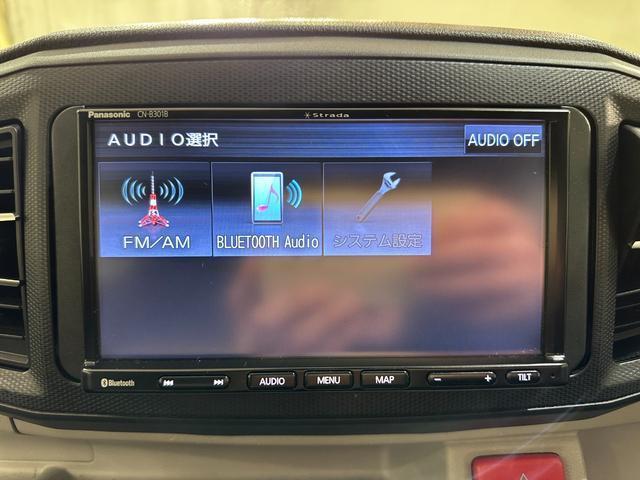 Panasonic CN-B301B Strada
AUDIO選択 AUDIO OFF
FM/AM BLUETOOTH Audio システム設定
Bluetooth AUDIO MENU MAP − + TILT